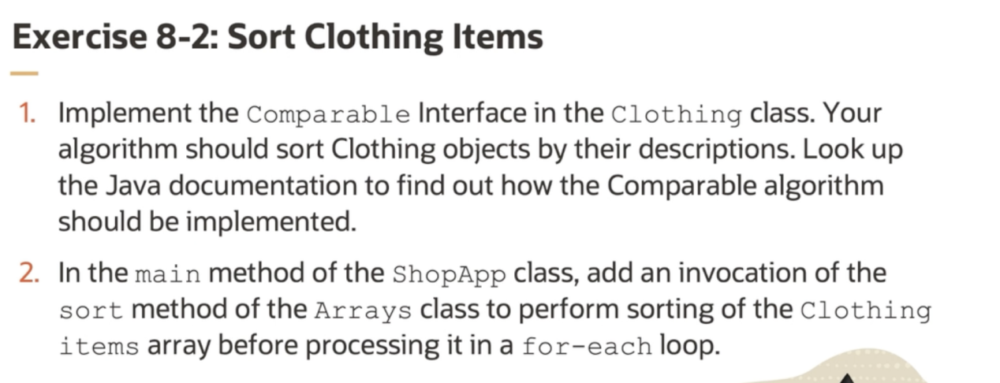 Exercise 8-2: Sort Clothing Items
1. Implement the Comparable Interface in the Clothing class. Your
algorithm should sort Clothing objects by their descriptions. Look up
the Java documentation to find out how the Comparable algorithm
should be implemented.
2. In the main method of the ShopApp class, add an invocation of the
sort method of the Arrays class to perform sorting of the Clothing
items array before processing it in a for-each loop.